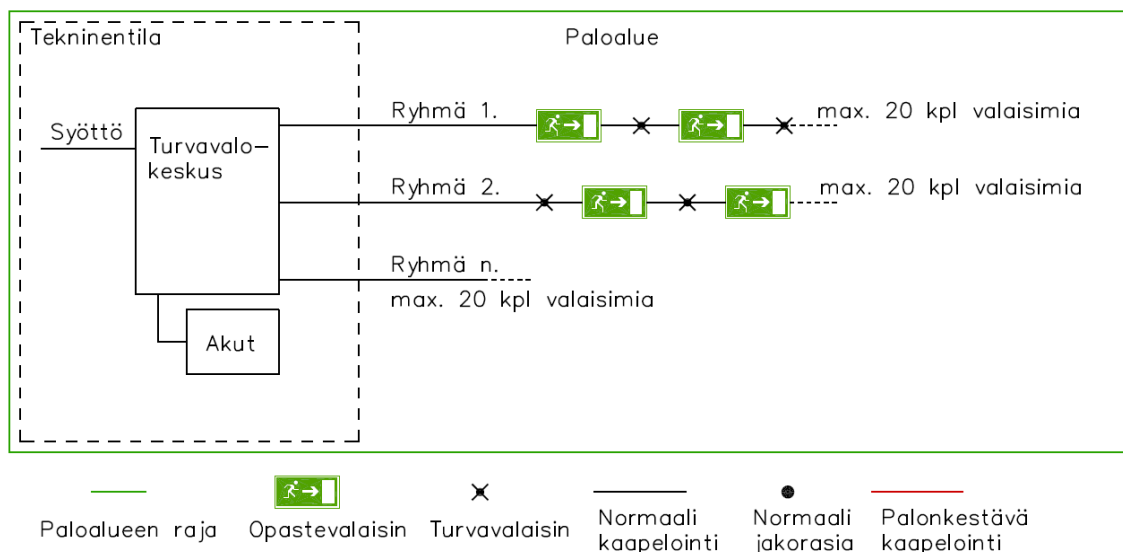 Tekninentila
Paloalue
Syöttö
Turvavalo-
keskus
Akut
Ryhmä 1.
max. 20 kpl valaisimia
Ryhmä 2.
max. 20 kpl valaisimia
Ryhmä n.
max. 20 kpl valaisimia
Paloalueen raja
Opastevalaisin
Turvavalaisin
Normaali
kaapelointi
Normaali
jakorasia
Palonkestävä
kaapelointi